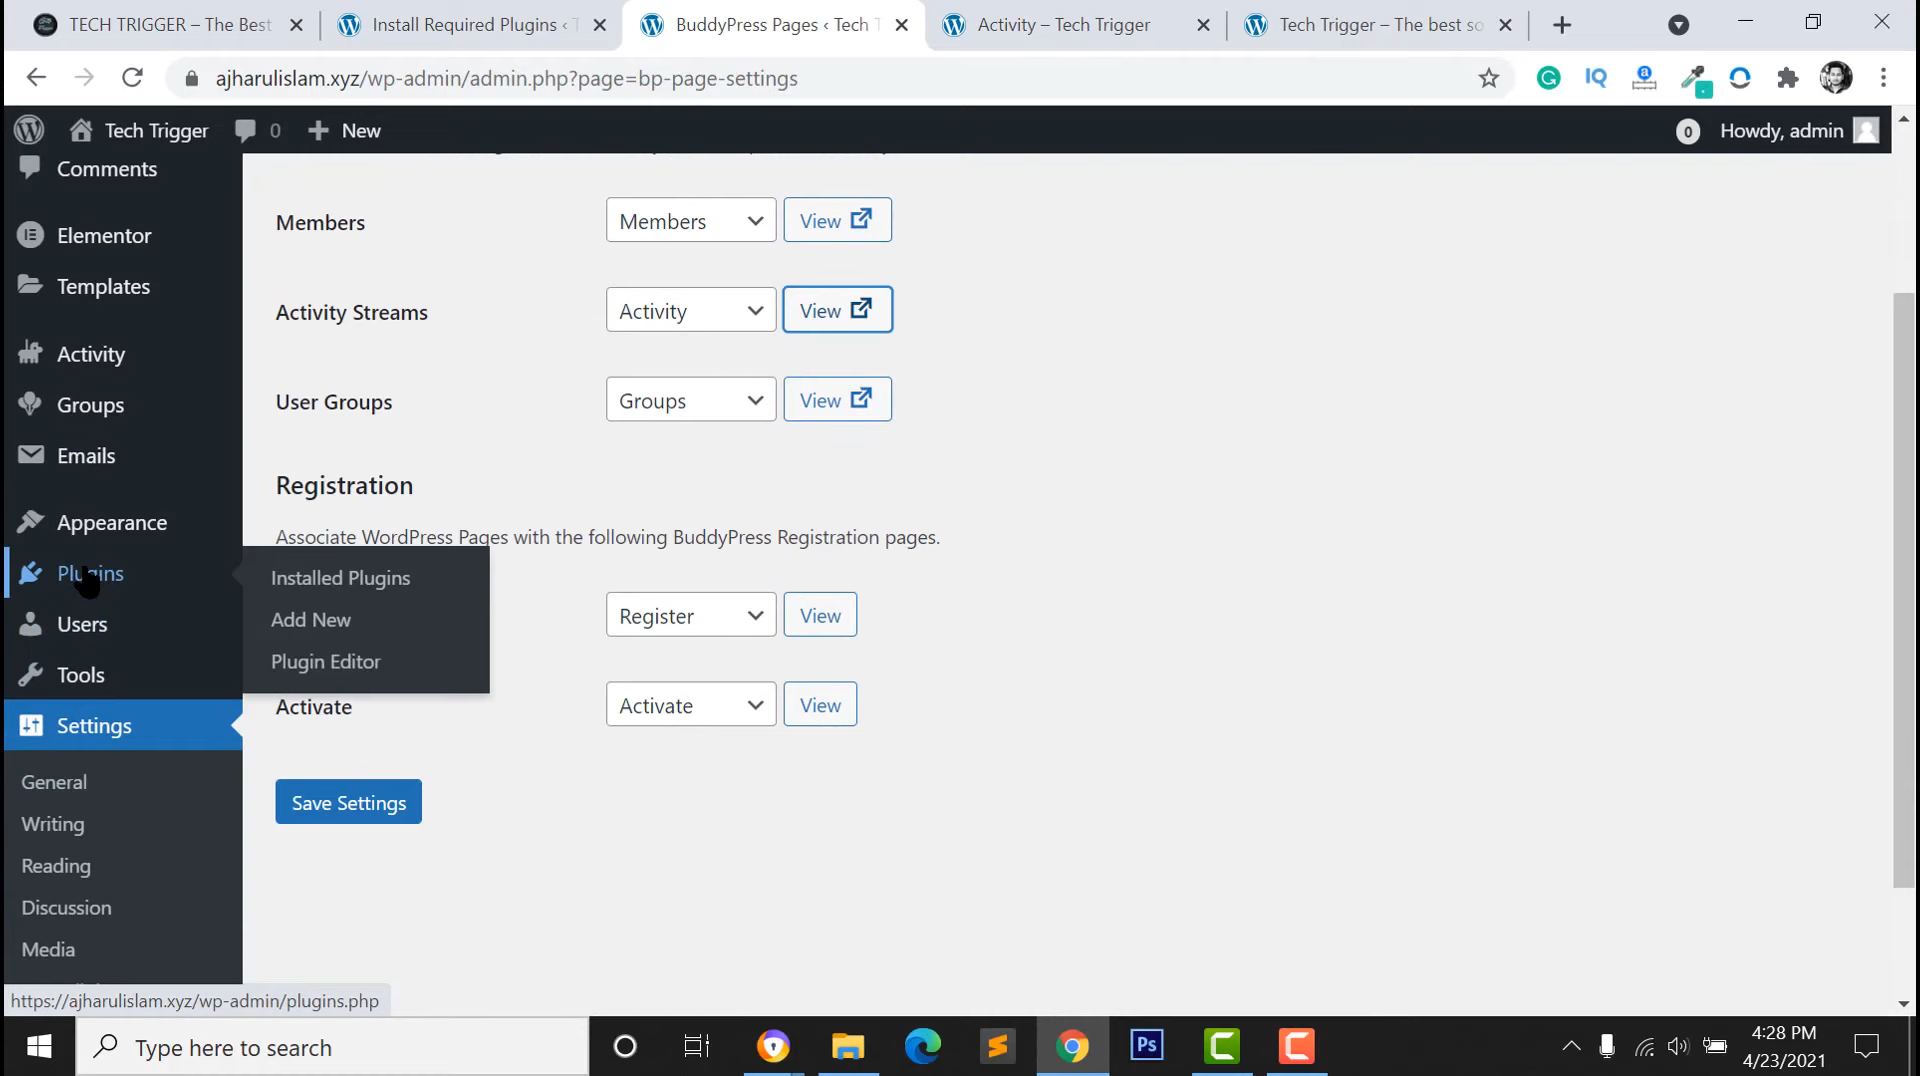 TECH TRIGGER – The Best
Install Required Plugins ‹ T
BuddyPress Pages ‹ Tech T
Activity – Tech Trigger
Tech Trigger – The best so
ajharulislam.xyz/wp-admin/admin.php?page=bp-page-settings
Tech Trigger
0
New
0
Howdy, admin
Comments
Elementor
Templates
Activity
Groups
Emails
Appearance
Plugins
Users
Tools
Settings
General
Writing
Reading
Discussion
Media
Installed Plugins
Add New
Plugin Editor
Members
Members
View
Activity Streams
Activity
View
User Groups
Groups
View
Registration
Associate WordPress Pages with the following BuddyPress Registration pages.
Register
View
Activate
Activate
View
Save Settings
https://ajharulislam.xyz/wp-admin/plugins.php
Type here to search
Ps
4:28 PM
4/23/2021